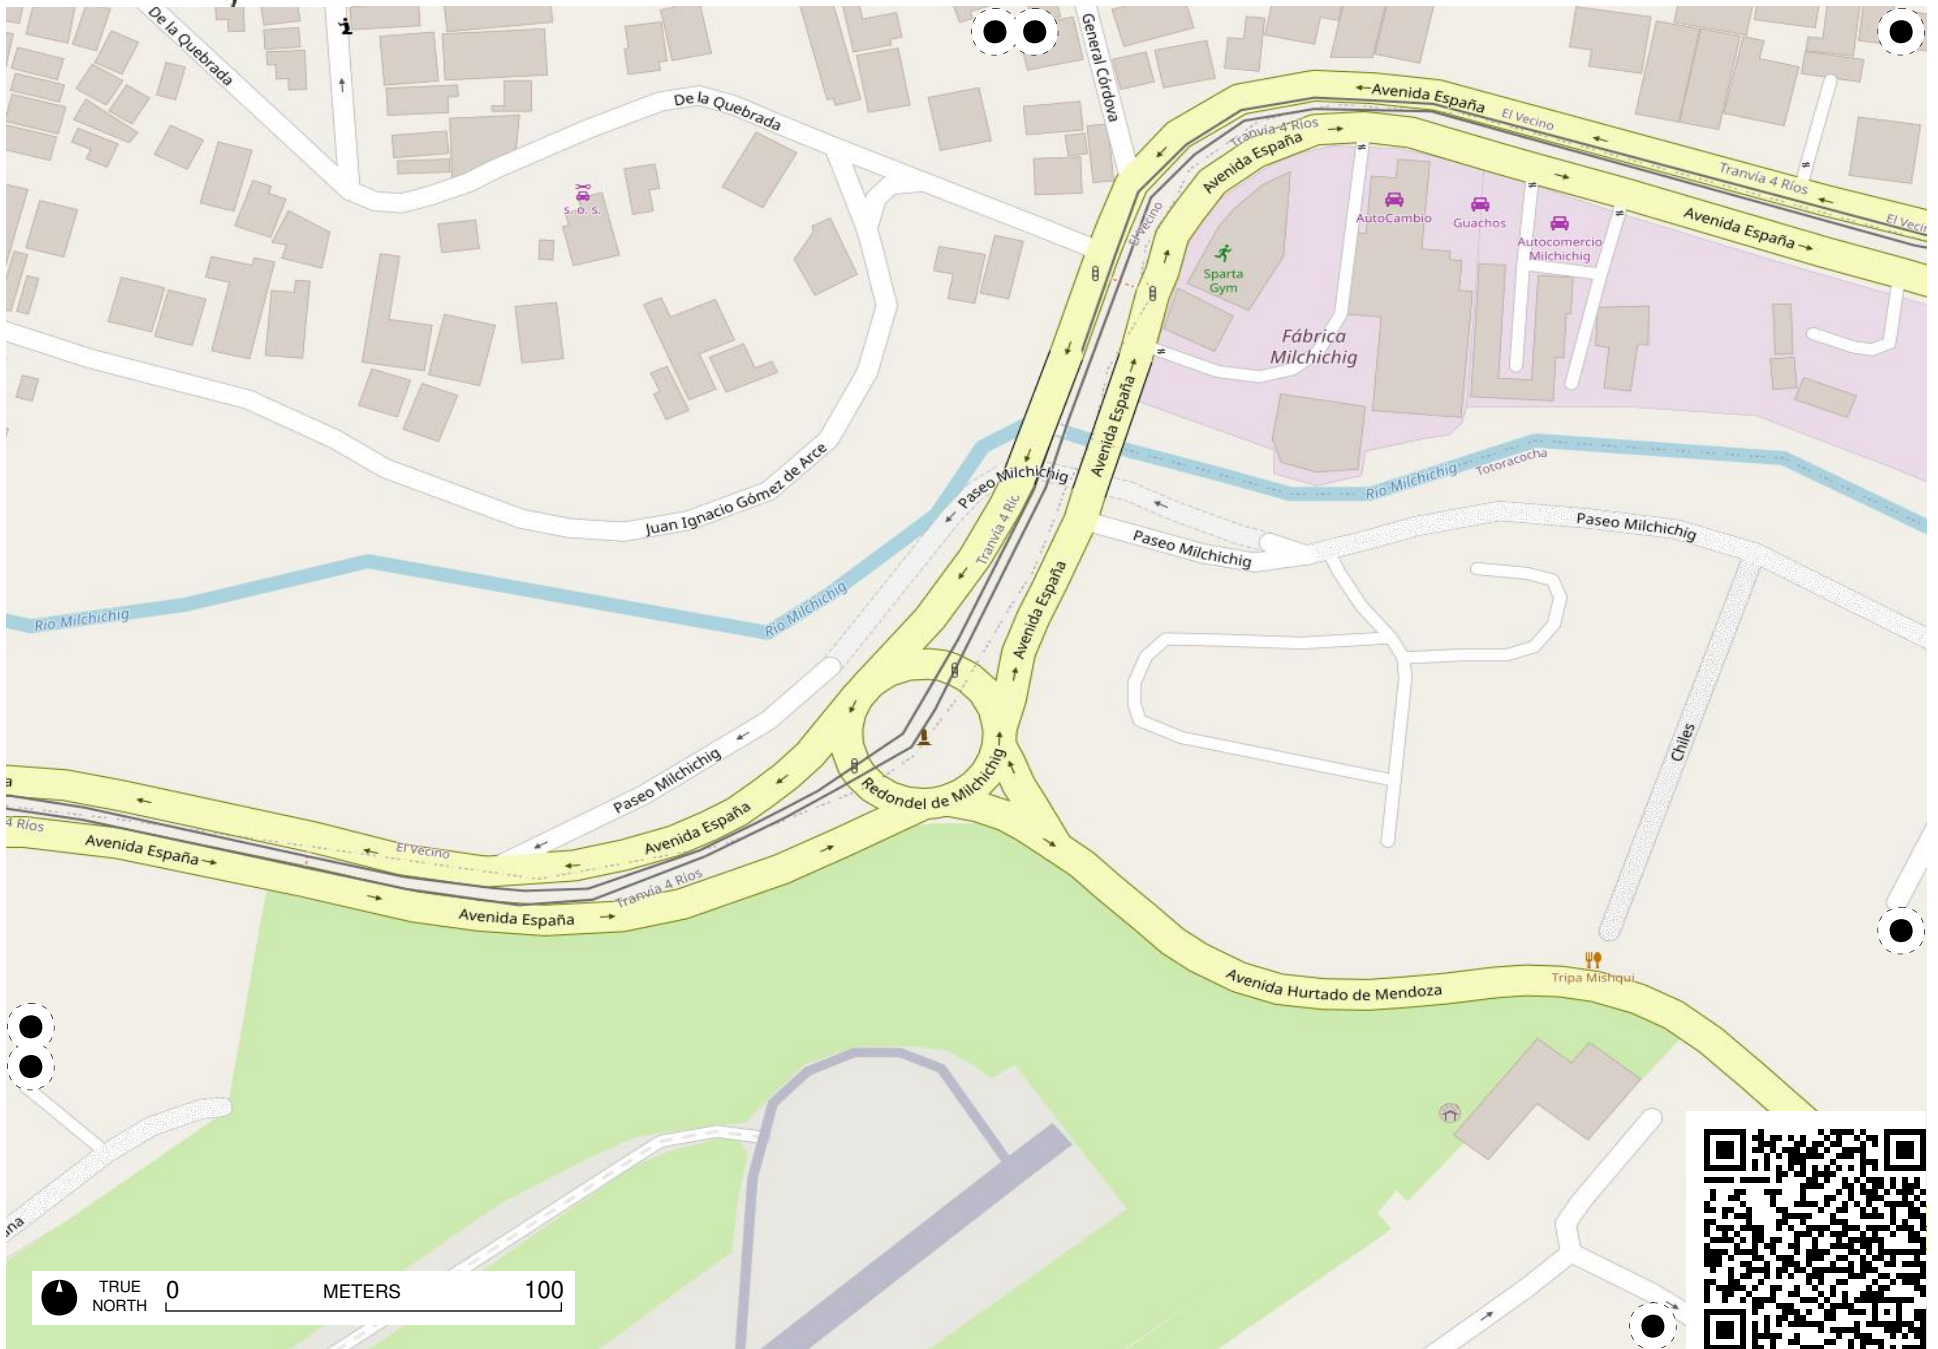 De la Quebrada
De la Quebrada
General Córdova
Avenida España
El Vecino
Tranvía 4 Ríos
Avenida España
Tranvía 4 Ríos
Avenida España
El Vecino
s. o. s.
AutoCambio
Guachos
Autocomercio
Milchichig
Sparta
Gym
Fábrica
Milchichig
Avenida España
Juan Ignacio Gómez de Arce
Paseo Milchichig
Río Milchichig
Totoracocha
Tranvía 4 Ríc
Paseo Milchichig
Paseo Milchichig
Avenida España
Río Milchichig
Río Milchichig
Chiles
Redondel de Milchichig
Paseo Milchichig
a
4 Ríos
Avenida España
El Vecino
Avenida España
Tranvía 4 Ríos
Avenida España
Avenida Hurtado de Mendoza
Tripa Mishqui
ana
TRUE
NORTH
0 METERS 100